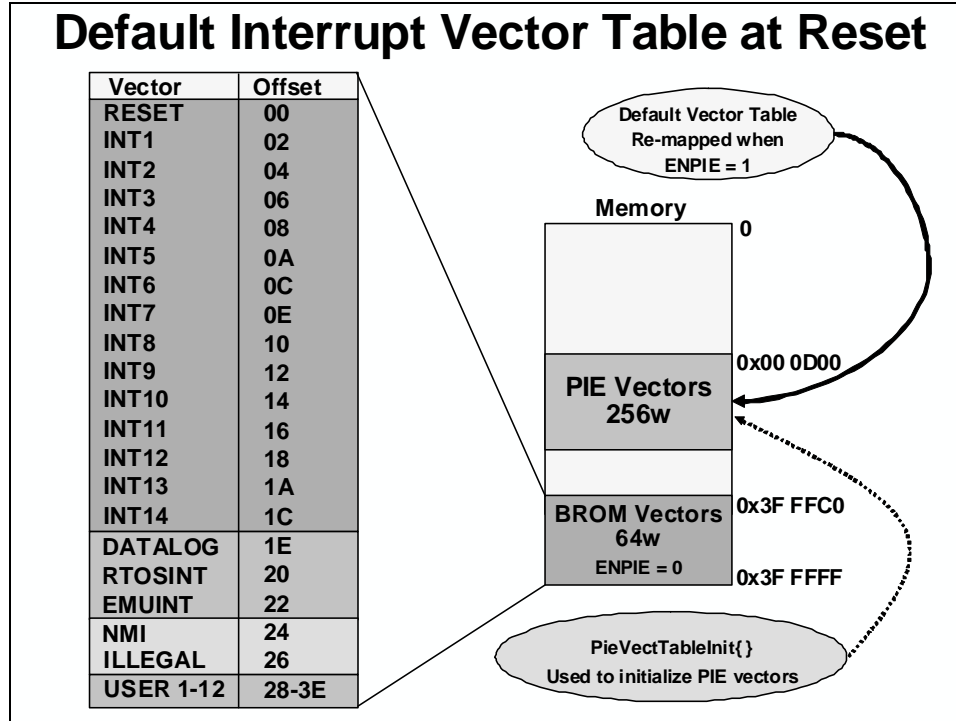 Default Interrupt Vector Table at Reset
Vector Offset
RESET 00
INT1 02
INT2 04
INT3 06
INT4 08
INT5 0A
INT6 0C
INT7 0E
INT8 10
INT9 12
INT10 14
INT11 16
INT12 18
INT13 1A
INT14 1C
DATALOG 1E
RTOSINT 20
EMUINT 22
NMI 24
ILLEGAL 26
USER 1-12 28-3E
Default Vector Table
Re-mapped when
ENPIE = 1
Memory
0
0x00 0D00
PIE Vectors
256w
0x3F FFC0
BROM Vectors
64w
ENPIE = 0
0x3F FFFF
PieVectTableInit{ }
Used to initialize PIE vectors